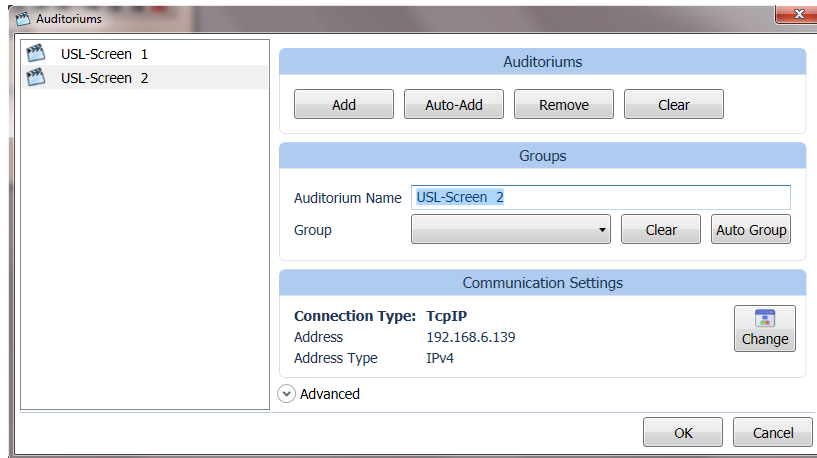 Auditoriums
USL-Screen 1
USL-Screen 2
Auditoriums
Add Auto-Add Remove Clear
Groups
Auditorium Name USL-Screen 2
Group Clear Auto Group
Communication Settings
Connection Type: TcpIP
Address 192.168.6.139
Address Type IPv4
Change
Advanced
OK Cancel